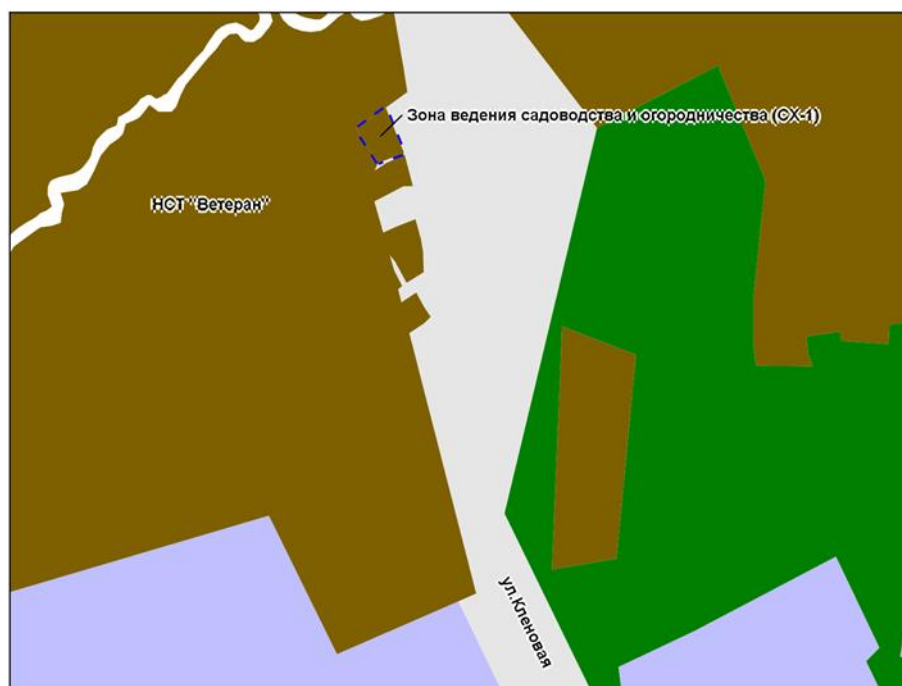 Зона ведения садоводства и огородничества (СХ-1)
НСТ "Ветеран"
ул.Кленовая